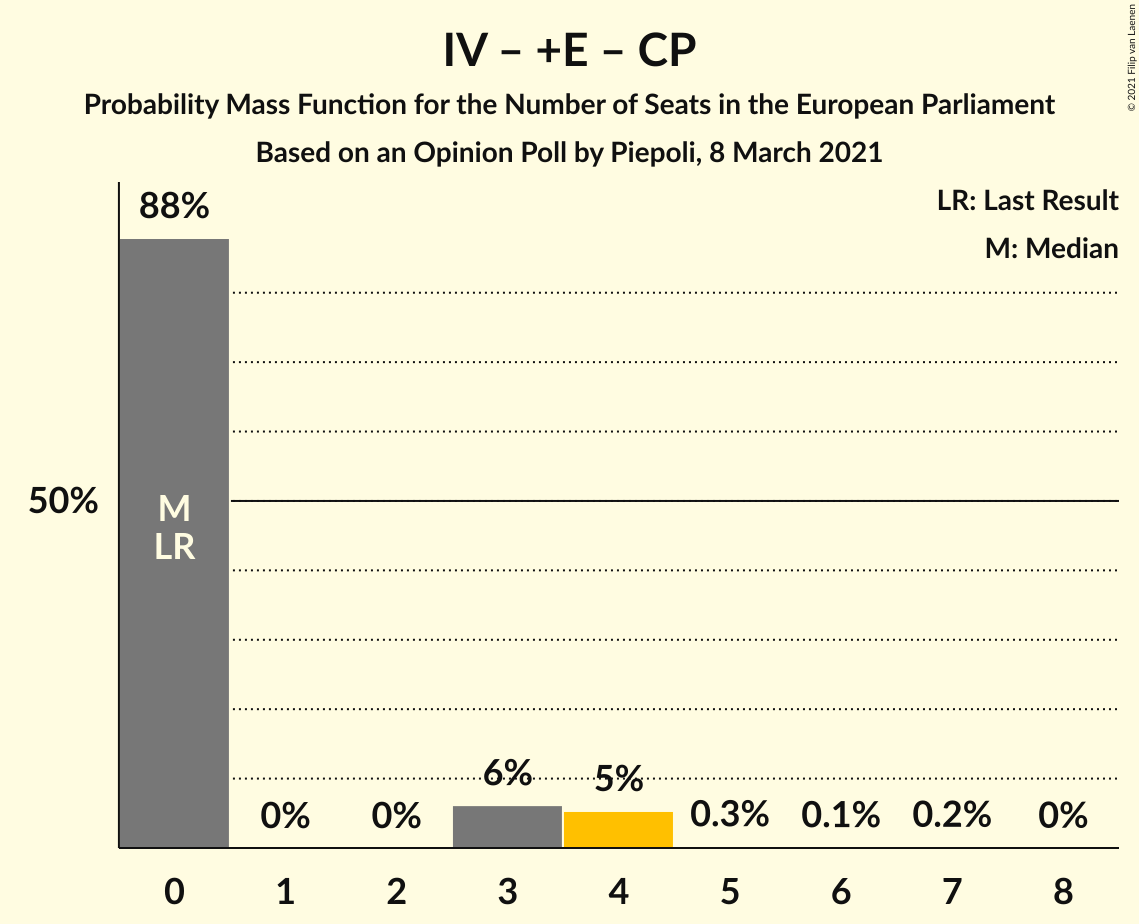 IV – +E – CP
Probability Mass Function for the Number of Seats in the European Parliament
Based on an Opinion Poll by Piepoli, 8 March 2021
© 2021 Filip van Laenen
LR: Last Result
M: Median
88%
50%
M
LR
0% 0% 6% 5% 0.3% 0.1% 0.2% 0%
0 1 2 3 4 5 6 7 8